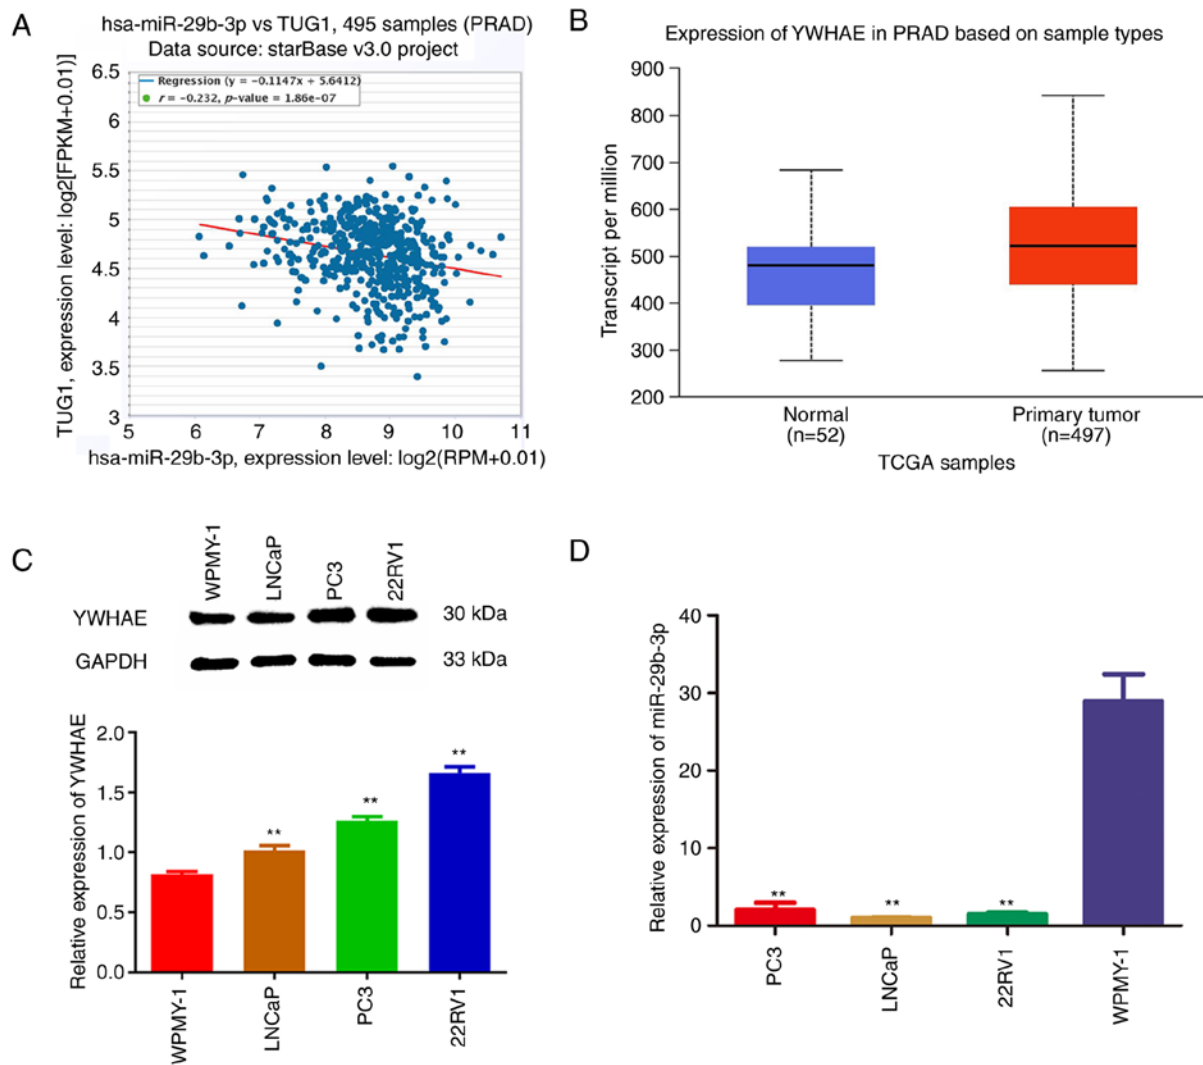 A
hsa-miR-29b-3p vs TUG1, 495 samples (PRAD)
Data source: starBase v3.0 project
Regression (y = −0.1147x + 5.6412)
r = −0.232, p-value = 1.86e-07
TUG1, expression level: log2[FPKM+0.01)]
6.5
6
5.5
5
4.5
4
3.5
3
5 6 7 8 9 10 11
hsa-miR-29b-3p, expression level: log2(RPM+0.01)
B
Expression of YWHAE in PRAD based on sample types
Transcript per million
900
800
700
600
500
400
300
200
Normal
(n=52)
Primary tumor
(n=497)
TCGA samples
C
WPMY-1 LNCaP PC3 22RV1
YWHAE 30 kDa
GAPDH 33 kDa
Relative expression of YWHAE
2.0
1.5
1.0
0.5
0.0
** ** **
WPMY-1 LNCaP PC3 22RV1
D
Relative expression of miR-29b-3p
40
30
20
10
0
** ** **
PC3 LNCaP 22RV1 WPMY-1